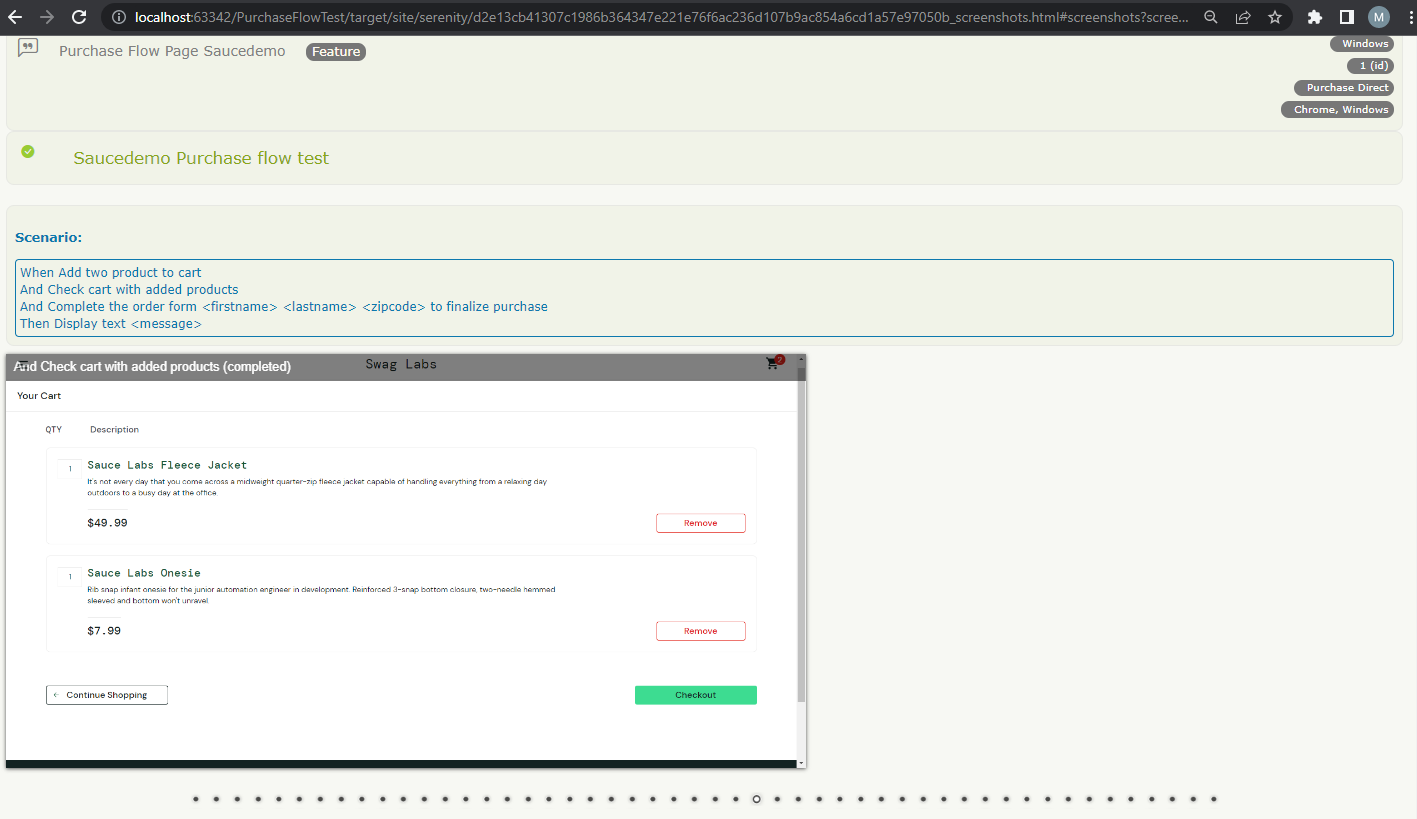 localhost:63342/PurchaseFlowTest/target/site/serenity/d2e13cb41307c1986b364347e221e76f6ac236d107b9ac854a6cd1a57e97050b_screenshots.html#screenshots?scree...
M
Purchase Flow Page Saucedemo Feature
Windows
1 (id)
Purchase Direct
Chrome, Windows
Saucedemo Purchase flow test
Scenario:
When Add two product to cart
And Check cart with added products
And Complete the order form <firstname> <lastname> <zipcode> to finalize purchase
Then Display text <message>
And Check cart with added products (completed)
Swag Labs
2
Your Cart
QTY Description
1 Sauce Labs Fleece Jacket
It's not every day that you come across a midweight quarter-zip fleece jacket capable of handling everything from a relaxing day
outdoors to a busy day at the office.
$49.99 Remove
1 Sauce Labs Onesie
Rib snap infant onesie for the junior automation engineer in development. Reinforced 3-snap bottom closure, two-needle hemmed
sleeved and bottom won't unravel.
$7.99 Remove
Continue Shopping Checkout